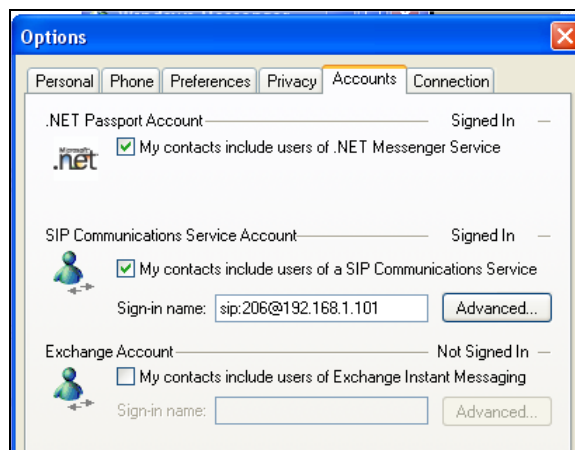 Options
Personal Phone Preferences Privacy Accounts Connection
.NET Passport Account Signed In
Microsoft .net
My contacts include users of .NET Messenger Service
SIP Communications Service Account Signed In
My contacts include users of a SIP Communications Service
Sign-in name: sip:206@192.168.1.101 Advanced...
Exchange Account Not Signed In
My contacts include users of Exchange Instant Messaging
Sign-in name: Advanced...